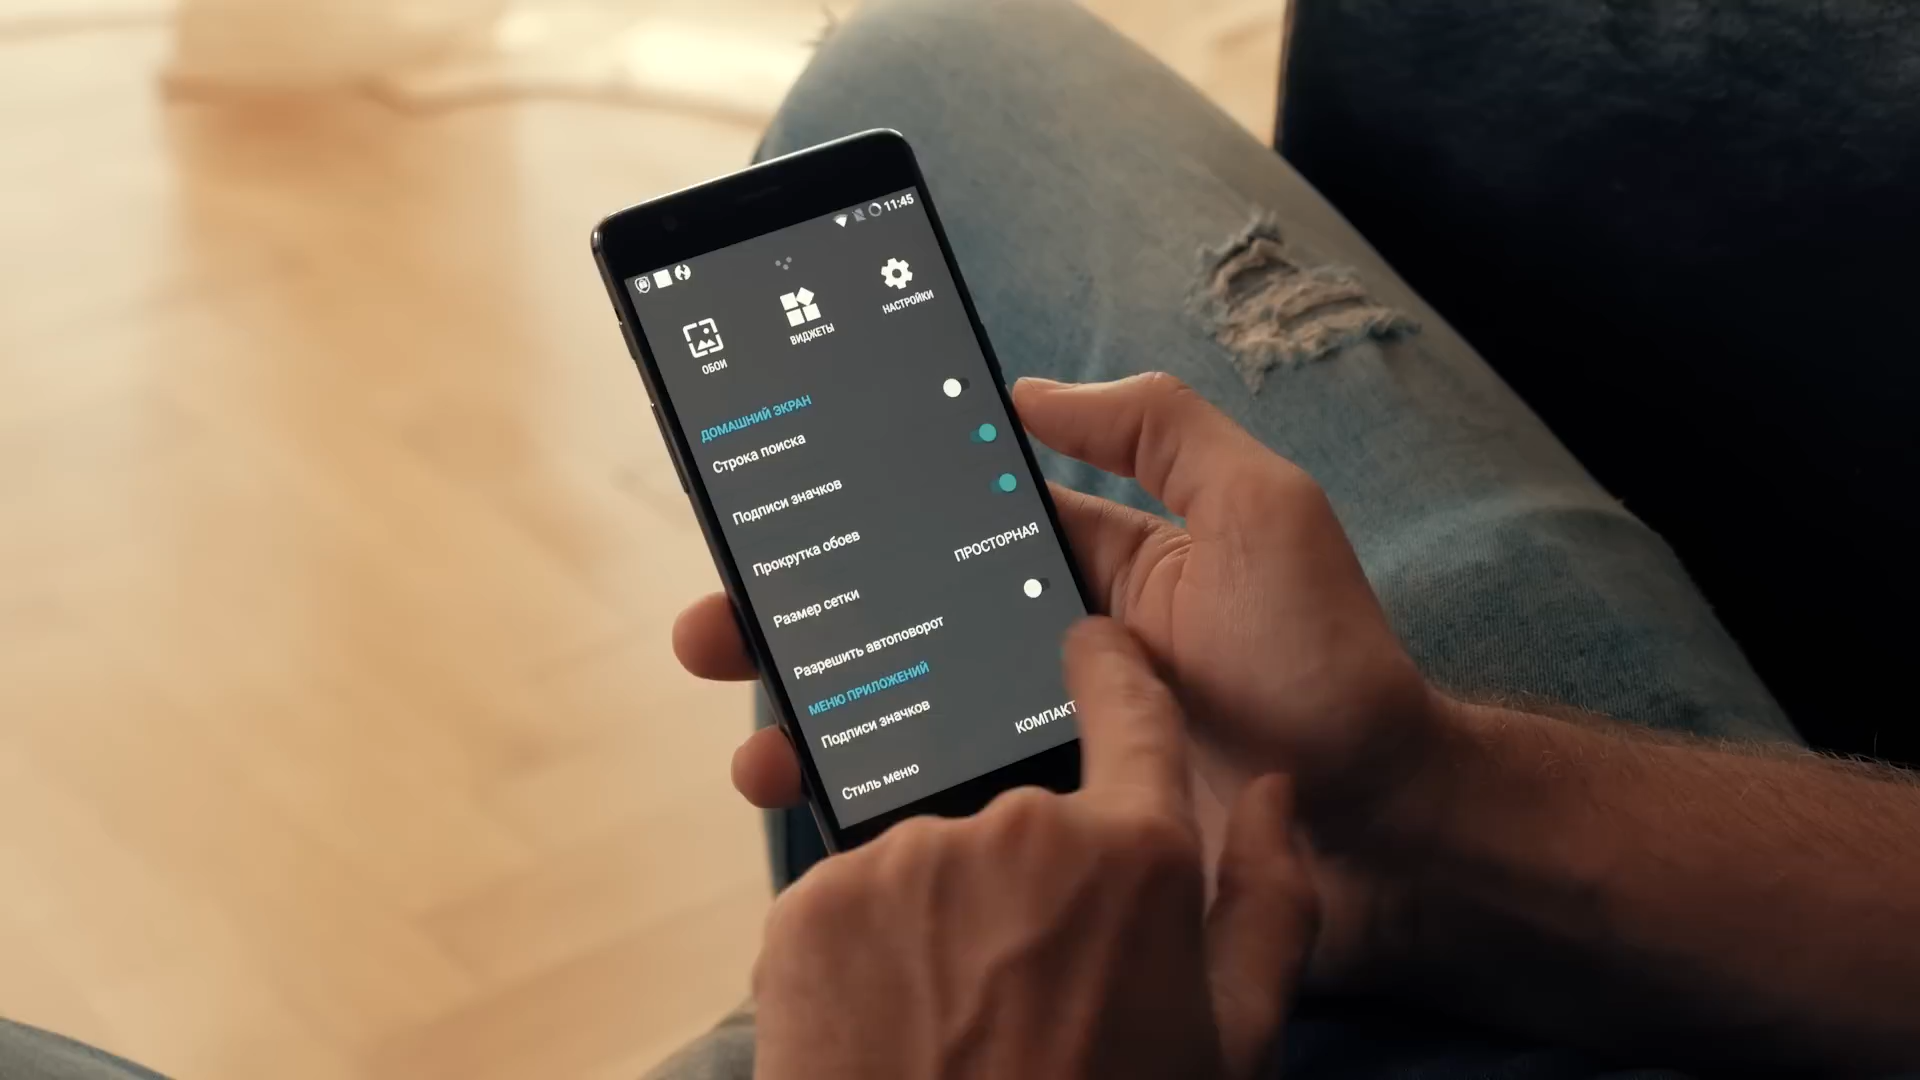 11:45
ОБОИ
ВИДЖЕТЫ
НАСТРОЙКИ
ДОМАШНИЙ ЭКРАН
Строка поиска
Подписи значков
Прокрутка обоев
Размер сетки ПРОСТОРНАЯ
Разрешить автоповорот
МЕНЮ ПРИЛОЖЕНИЙ
Подписи значков
Стиль меню КОМПАКТ